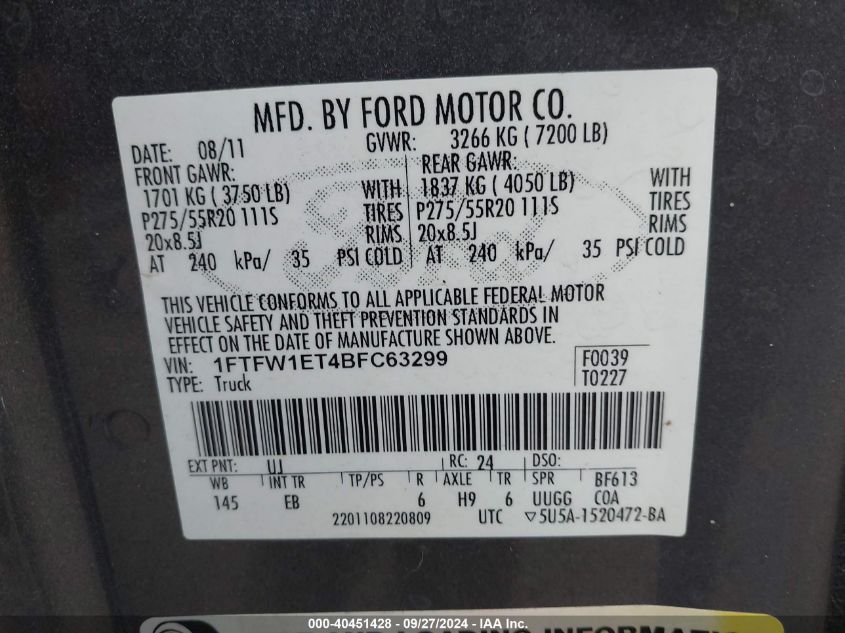 MFD. BY FORD MOTOR CO.
DATE: 08/11 GVWR: 3266 KG ( 7200 LB)
FRONT GAWR: REAR GAWR:
1701 KG ( 3750 LB) WITH 1837 KG ( 4050 LB) WITH
P275/55R20 111S TIRES P275/55R20 111S TIRES
20x8.5J RIMS 20x8.5J RIMS
AT 240 kPa/ 35 PSI COLD AT 240 kPa/ 35 PSI COLD
THIS VEHICLE CONFORMS TO ALL APPLICABLE FEDERAL MOTOR
VEHICLE SAFETY AND THEFT PREVENTION STANDARDS IN
EFFECT ON THE DATE OF MANUFACTURE SHOWN ABOVE.
VIN: 1FTFW1ET4BFC63299 F0039
TYPE: Truck T0227
EXT PNT: UJ RC: 24 DSO:
WB INT TR TP/PS R AXLE TR SPR BF613
145 EB 6 H9 6 UUGG COA
2201108220809 UTC ▽5U5A-1520472-BA
LOADING INFORMATI
000-40451428 - 09/27/2024 - IAA Inc.